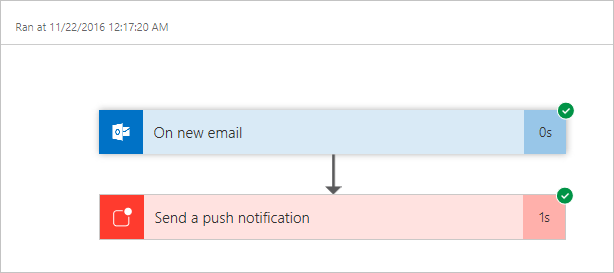 Ran at 11/22/2016 12:17:20 AM
On new email
0s
Send a push notification
1s